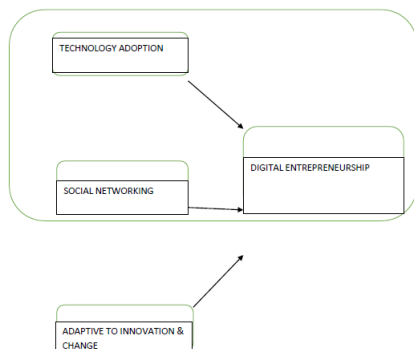 TECHNOLOGY ADOPTION
SOCIAL NETWORKING
DIGITAL ENTREPRENEURSHIP
ADAPTIVE TO INNOVATION &
CHANGE